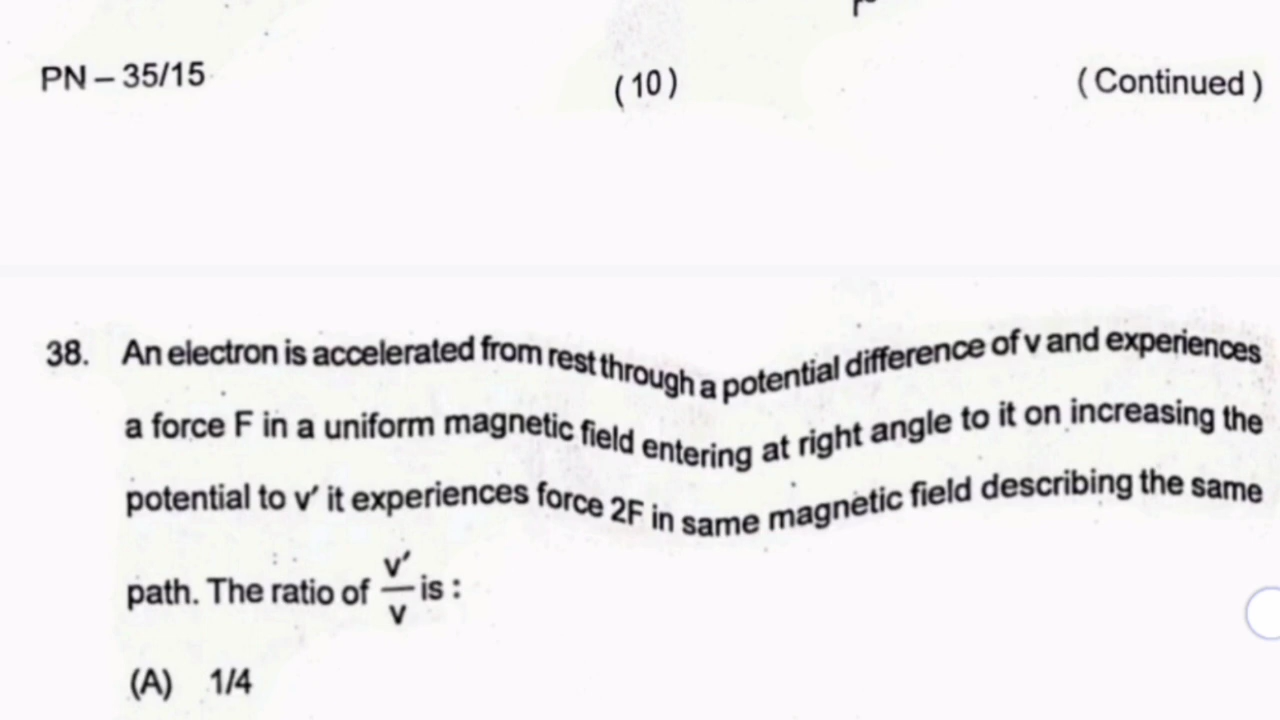 PN – 35/15
(10)
(Continued)
38. An electron is accelerated from rest through a potential difference of v and experiences
a force F in a uniform magnetic field entering at right angle to it on increasing the
potential to v′ it experiences force 2F in same magnetic field describing the same
path. The ratio of v′/v is :
(A) 1/4